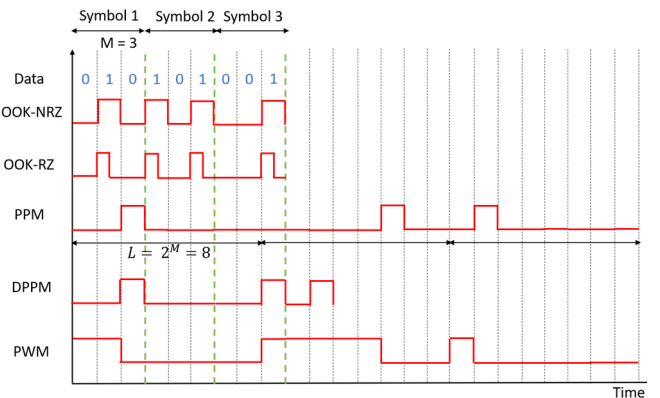 Symbol 1 Symbol 2 Symbol 3
M = 3
Data 0 1 0 1 0 1 0 0 1
OOK-NRZ
OOK-RZ
PPM
L = 2^M = 8
DPPM
PWM
Time